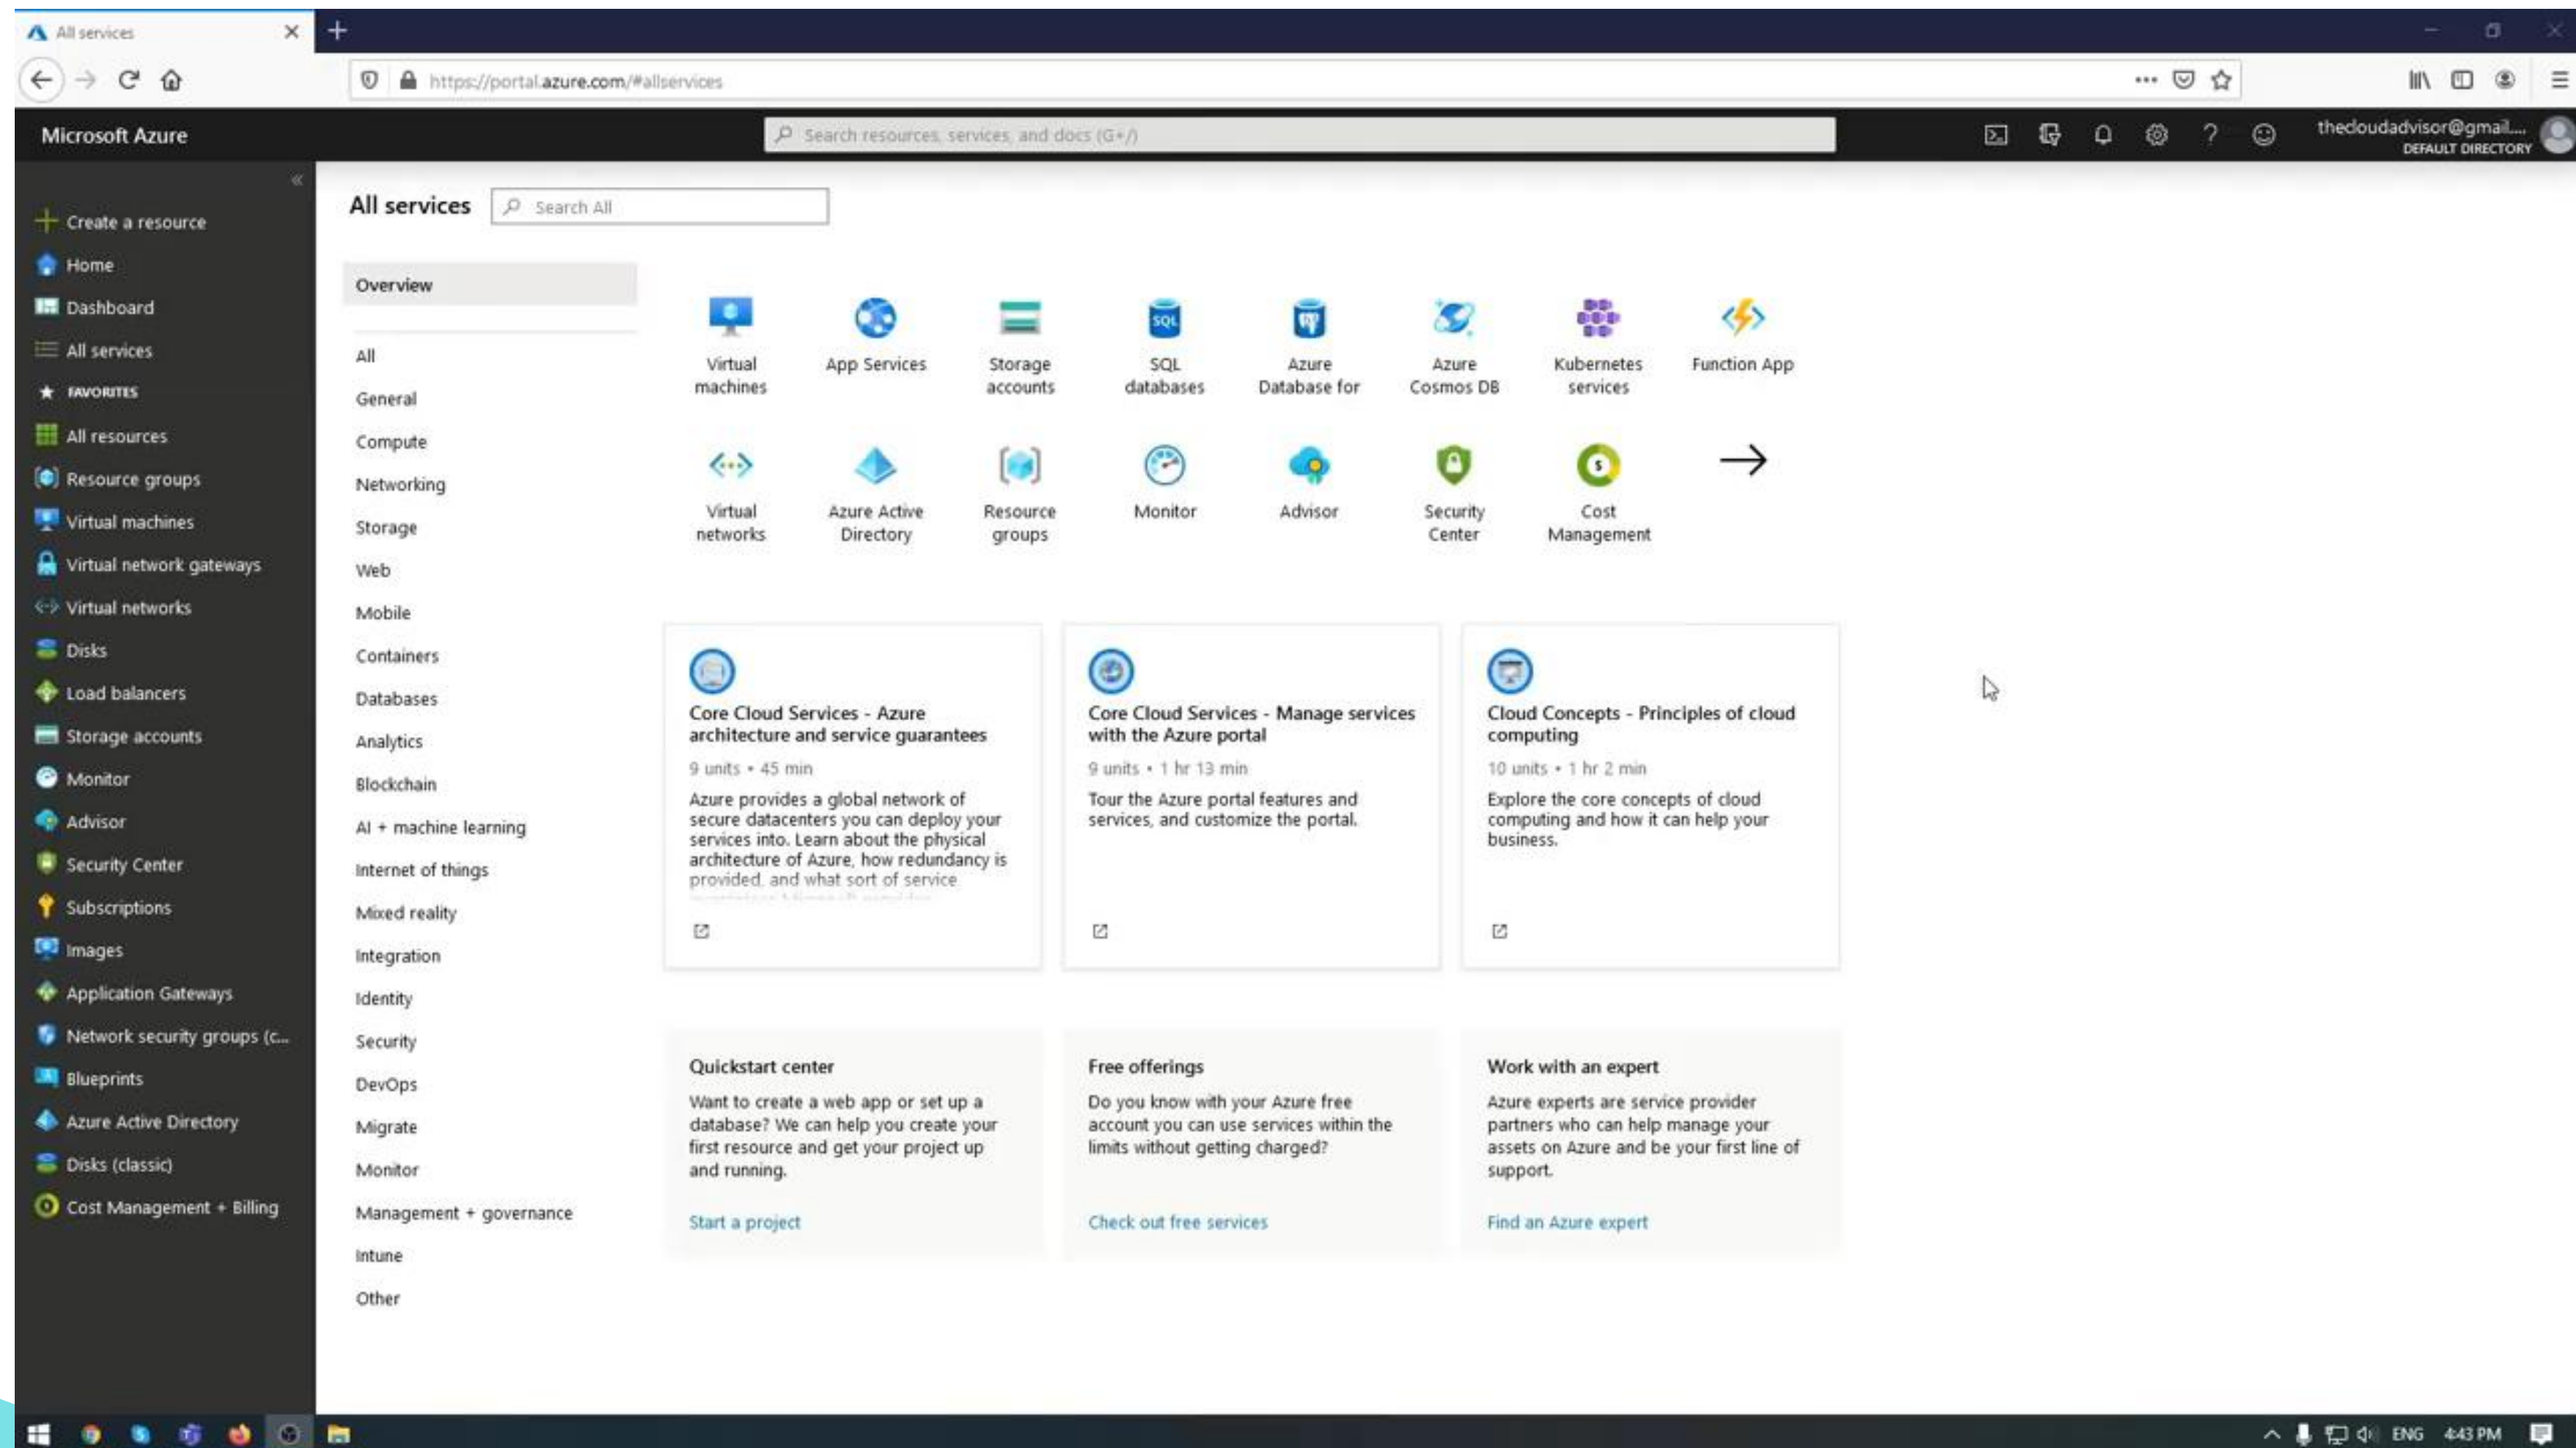 All services
https://portal.azure.com/#allservices
Microsoft Azure
Search resources, services, and docs (G+/)
thecloudadvisor@gmail....
DEFAULT DIRECTORY
Create a resource
Home
Dashboard
All services
FAVORITES
All resources
Resource groups
Virtual machines
Virtual network gateways
Virtual networks
Disks
Load balancers
Storage accounts
Monitor
Advisor
Security Center
Subscriptions
Images
Application Gateways
Network security groups (c...
Blueprints
Azure Active Directory
Disks (classic)
Cost Management + Billing
All services
Search All
Overview
All
General
Compute
Networking
Storage
Web
Mobile
Containers
Databases
Analytics
Blockchain
AI + machine learning
Internet of things
Mixed reality
Integration
Identity
Security
DevOps
Migrate
Monitor
Management + governance
Intune
Other
Virtual
machines
App Services
Storage
accounts
SQL
SQL
databases
Azure
Database for
Azure
Cosmos DB
Kubernetes
services
Function App
Virtual
networks
Azure Active
Directory
Resource
groups
Monitor
Advisor
Security
Center
$
Cost
Management
Core Cloud Services - Azure
architecture and service guarantees
9 units • 45 min
Azure provides a global network of
secure datacenters you can deploy your
services into. Learn about the physical
architecture of Azure, how redundancy is
provided, and what sort of service
Core Cloud Services - Manage services
with the Azure portal
9 units • 1 hr 13 min
Tour the Azure portal features and
services, and customize the portal.
Cloud Concepts - Principles of cloud
computing
10 units • 1 hr 2 min
Explore the core concepts of cloud
computing and how it can help your
business.
Quickstart center
Want to create a web app or set up a
database? We can help you create your
first resource and get your project up
and running.
Start a project
Free offerings
Do you know with your Azure free
account you can use services within the
limits without getting charged?
Check out free services
Work with an expert
Azure experts are service provider
partners who can help manage your
assets on Azure and be your first line of
support.
Find an Azure expert
ENG
4:43 PM